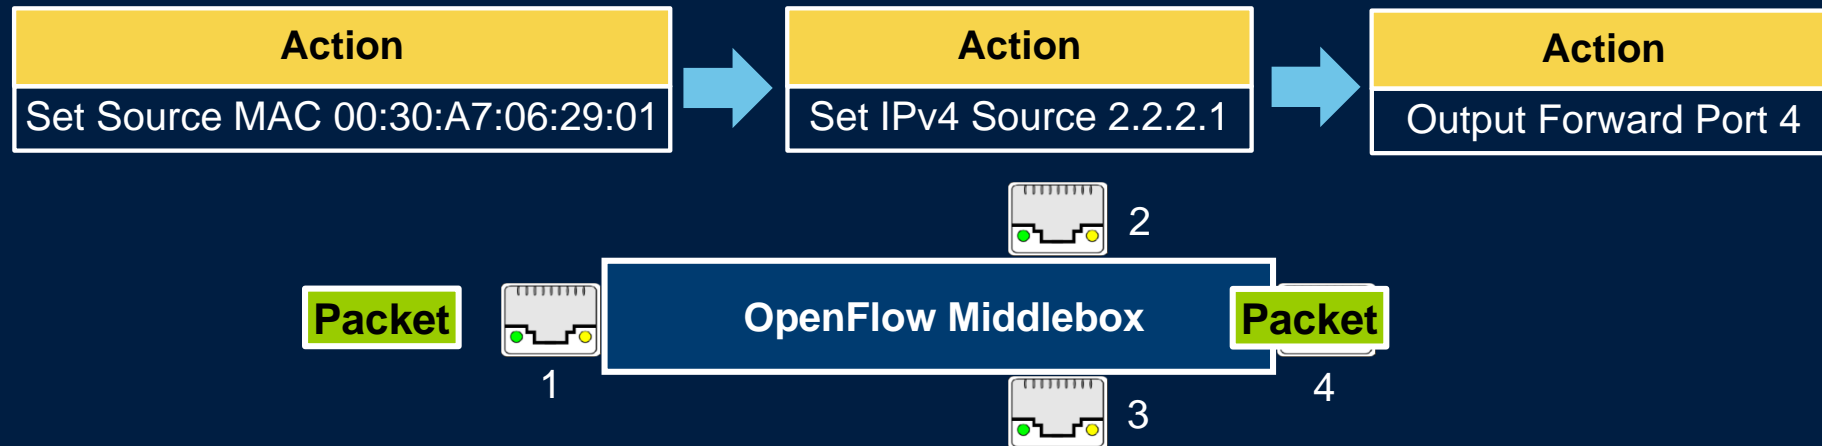 Action
Set Source MAC 00:30:A7:06:29:01
Action
Set IPv4 Source 2.2.2.1
Action
Output Forward Port 4
2
Packet
OpenFlow Middlebox
Packet
1
4
3